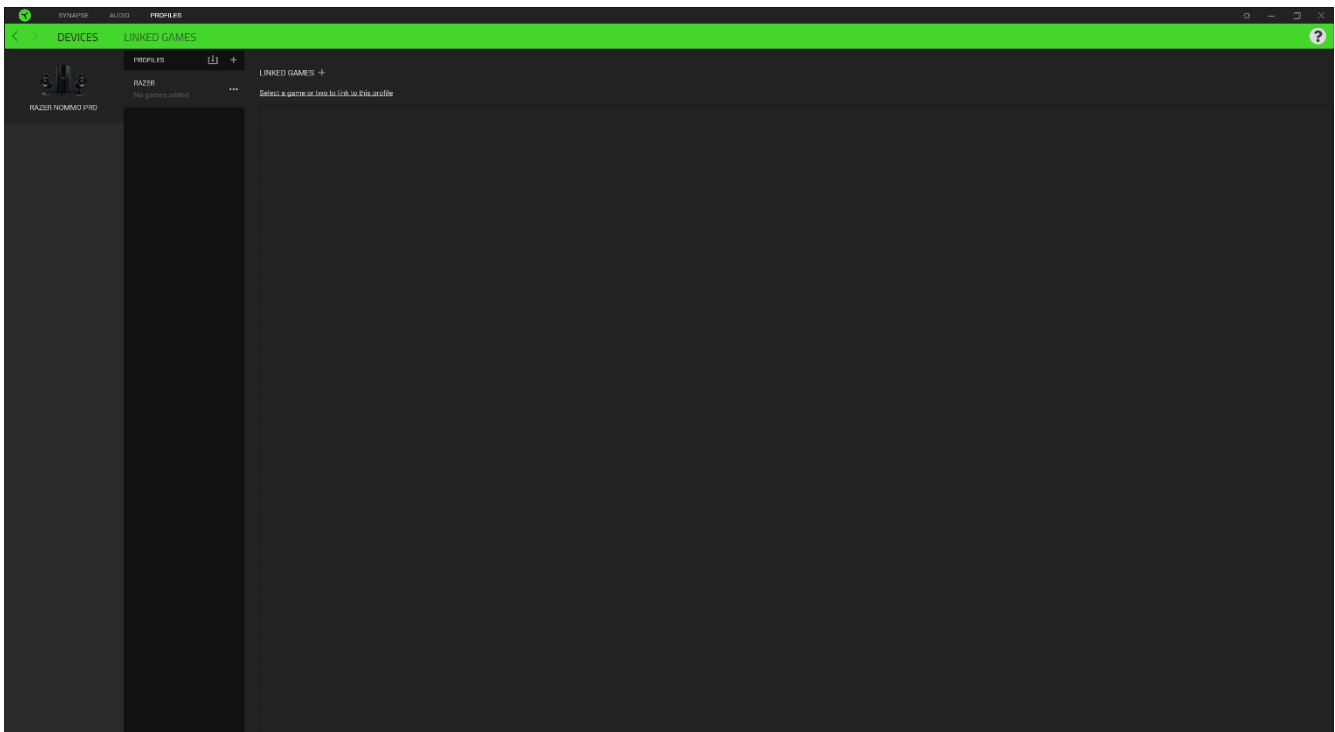 SYNAPSE AUDIO PROFILES
DEVICES LINKED GAMES ?
PROFILES
RAZER
No games added
RAZER NOMMO PRO
LINKED GAMES +
Select a game or two to link to this profile